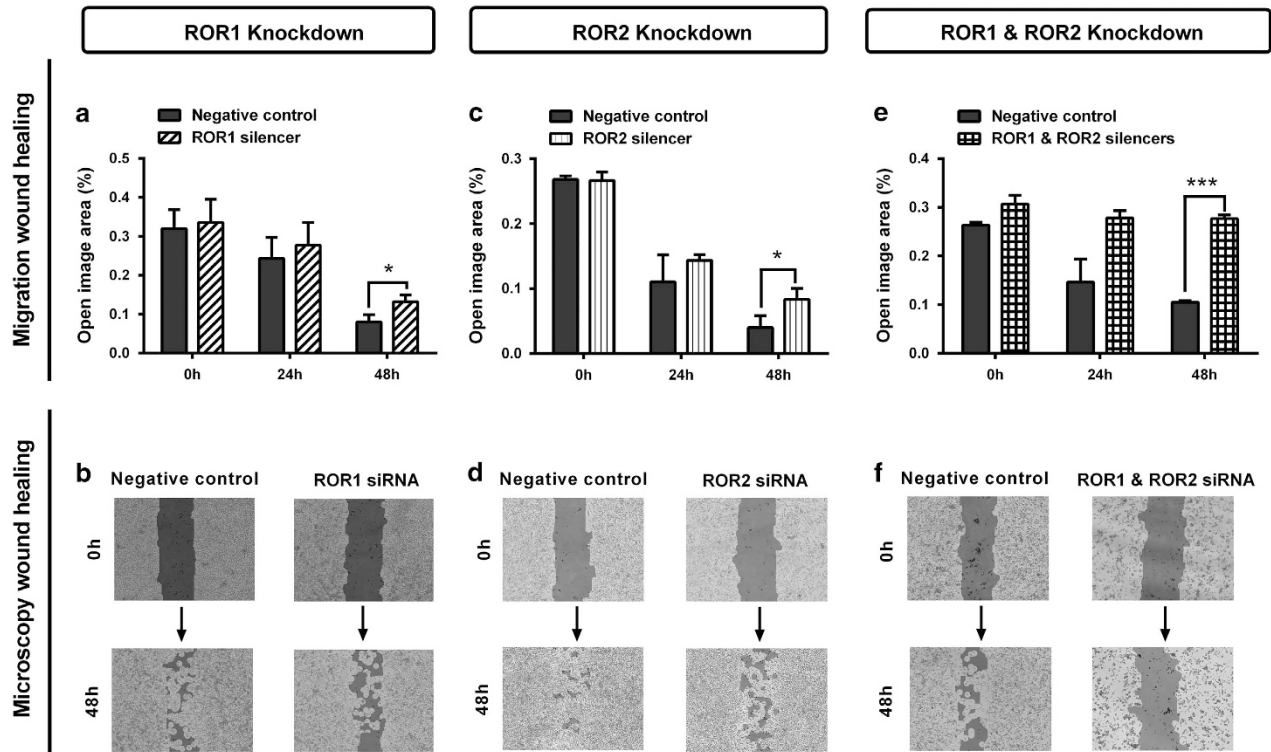 ROR1 Knockdown
ROR2 Knockdown
ROR1 & ROR2 Knockdown
Migration wound healing
a
Negative control
ROR1 silencer
Open image area (%)
0.5
0.4
0.3
0.2
0.1
0.0
*
0h
24h
48h
c
Negative control
ROR2 silencer
Open image area (%)
0.3
0.2
0.1
0.0
*
0h
24h
48h
e
Negative control
ROR1 & ROR2 silencers
Open image area (%)
0.4
0.3
0.2
0.1
0.0
***
0h
24h
48h
Microscopy wound healing
b
Negative control
ROR1 siRNA
0h
48h
d
Negative control
ROR2 siRNA
0h
48h
f
Negative control
ROR1 & ROR2 siRNA
0h
48h